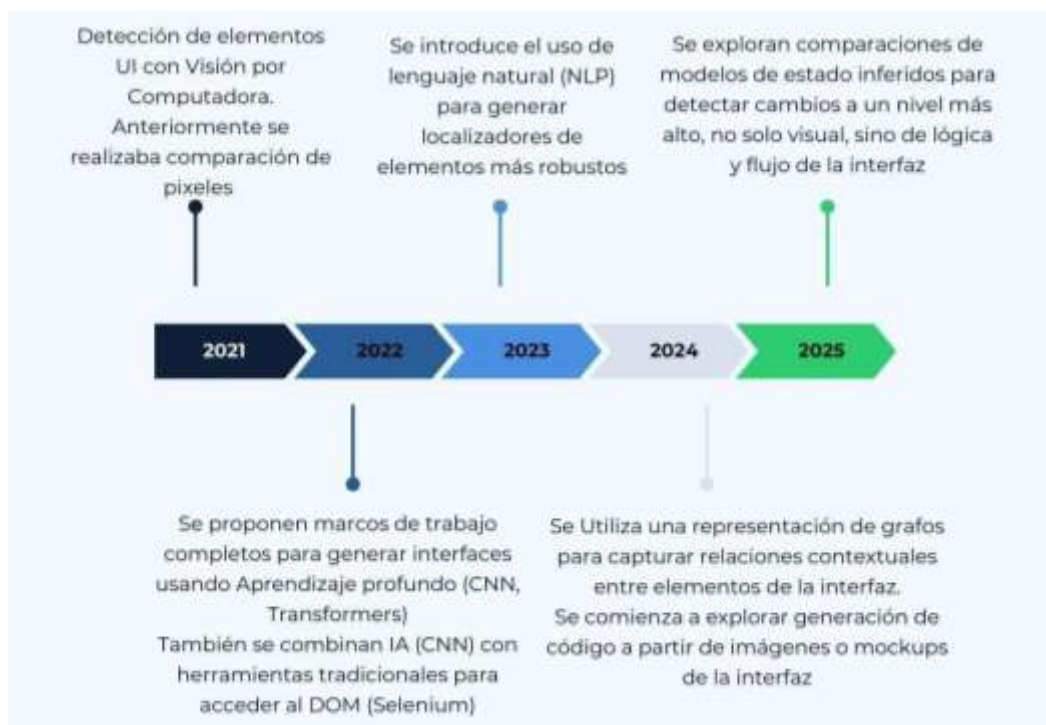 Detección de elementos
UI con Visión por
Computadora.
Anteriormente se
realizaba comparación de
pixeles
Se introduce el uso de
lenguaje natural (NLP)
para generar
localizadores de
elementos más robustos
Se exploran comparaciones de
modelos de estado inferidos para
detectar cambios a un nivel más
alto, no solo visual, sino de lógica
y flujo de la interfaz
2021
2022
2023
2024
2025
Se proponen marcos de trabajo
completos para generar interfaces
usando Aprendizaje profundo (CNN,
Transformers)
También se combinan IA (CNN) con
herramientas tradicionales para
acceder al DOM (Selenium)
Se Utiliza una representación de grafos
para capturar relaciones contextuales
entre elementos de la interfaz.
Se comienza a explorar generación de
código a partir de imágenes o mockups
de la interfaz